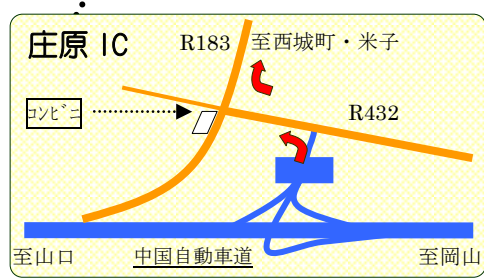 庄原 IC
R183
至西城町・米子
コンビニ
R432
至山口
中国自動車道
至岡山